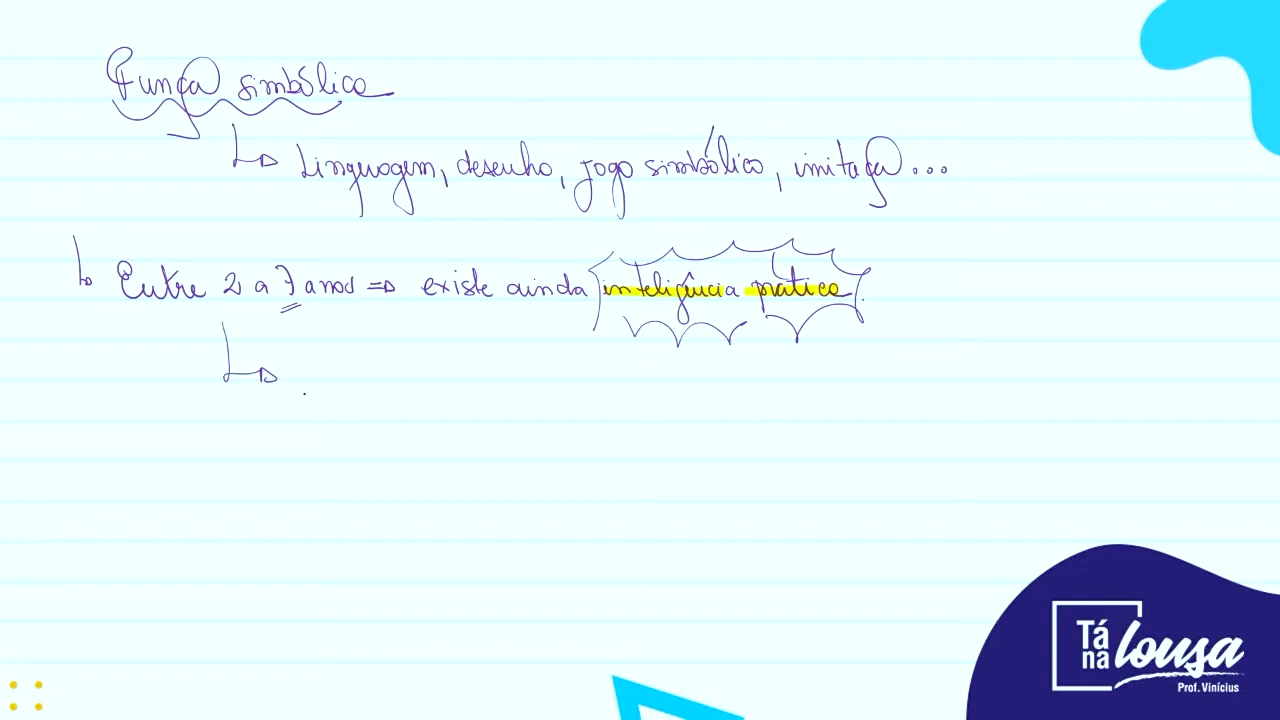 Função simbólica
Linguagem, desenho, jogo simbólico, imitação...
Entre 2 a 7 anos => existe ainda inteligência prática.
Tá na lousa
Prof. Vinícius